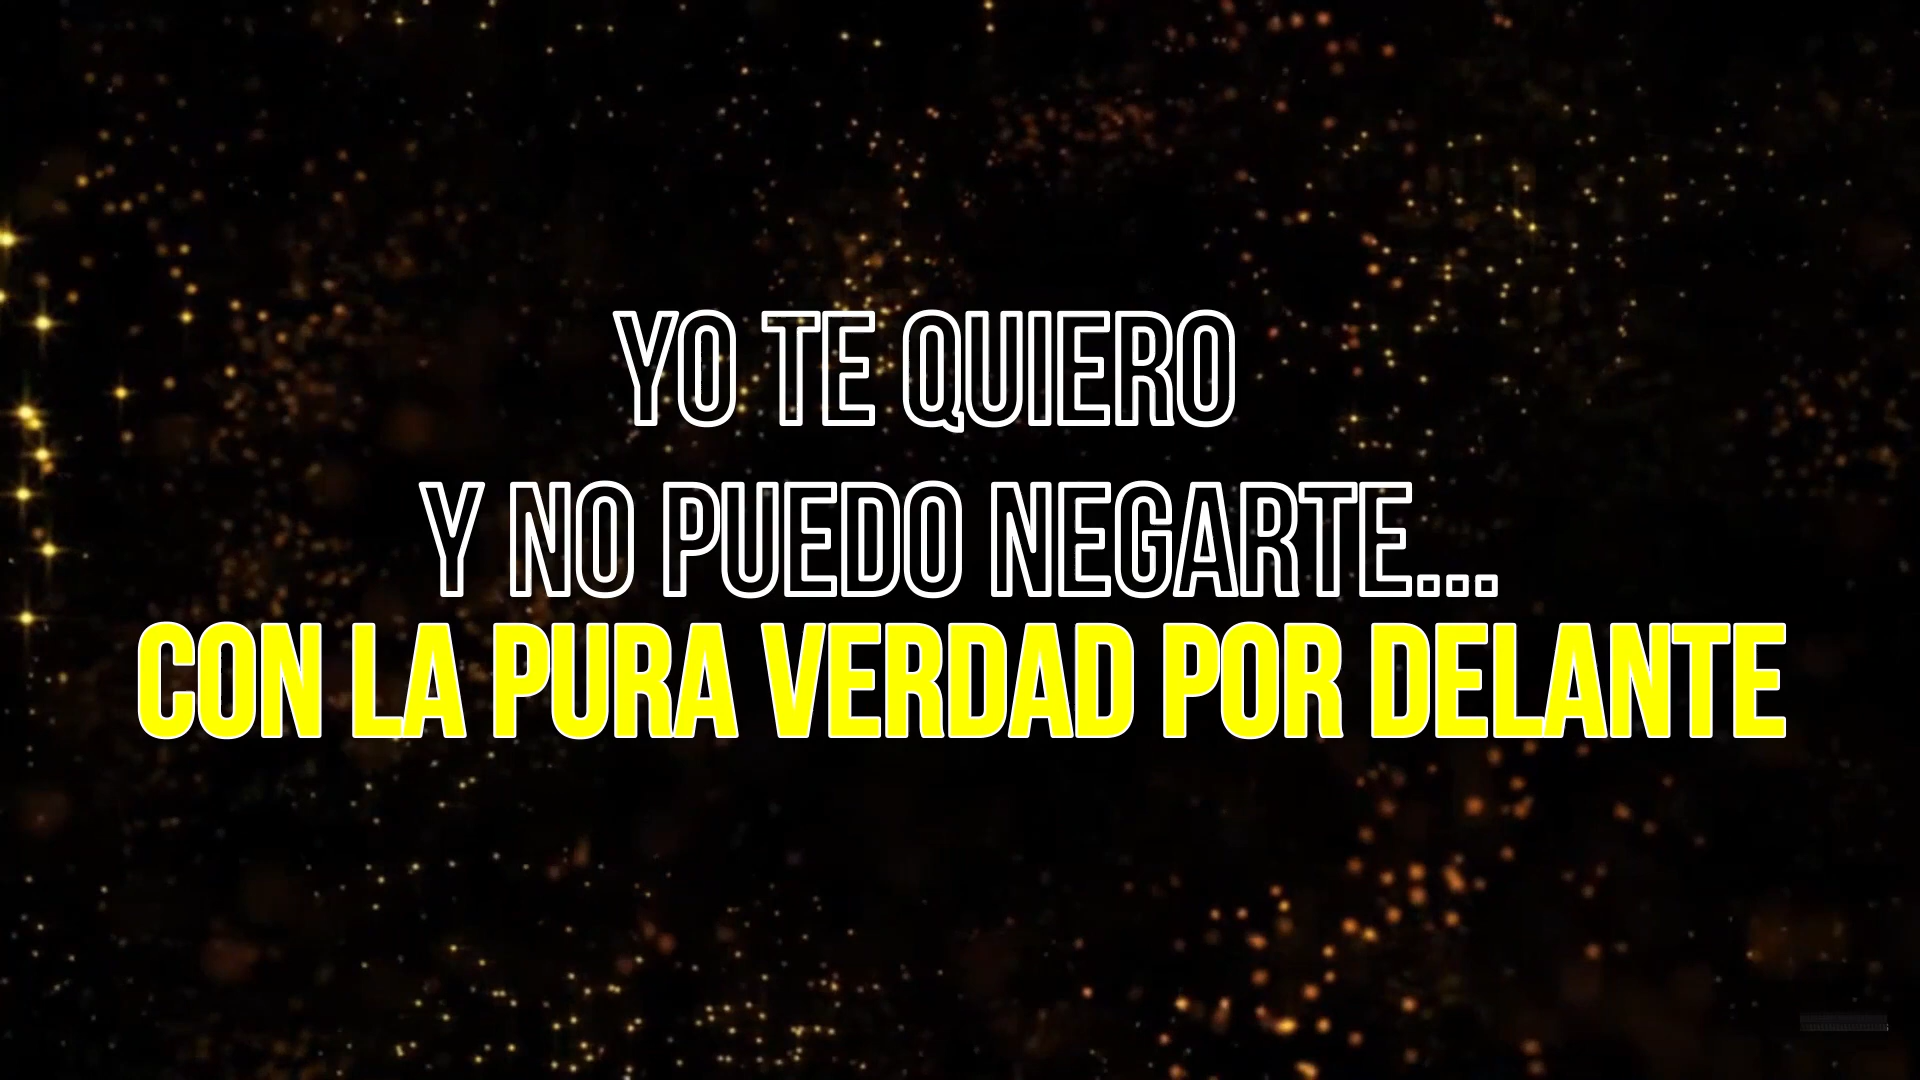 YO TE QUIERO
Y NO PUEDO NEGARTE...
CON LA PURA VERDAD POR DELANTE